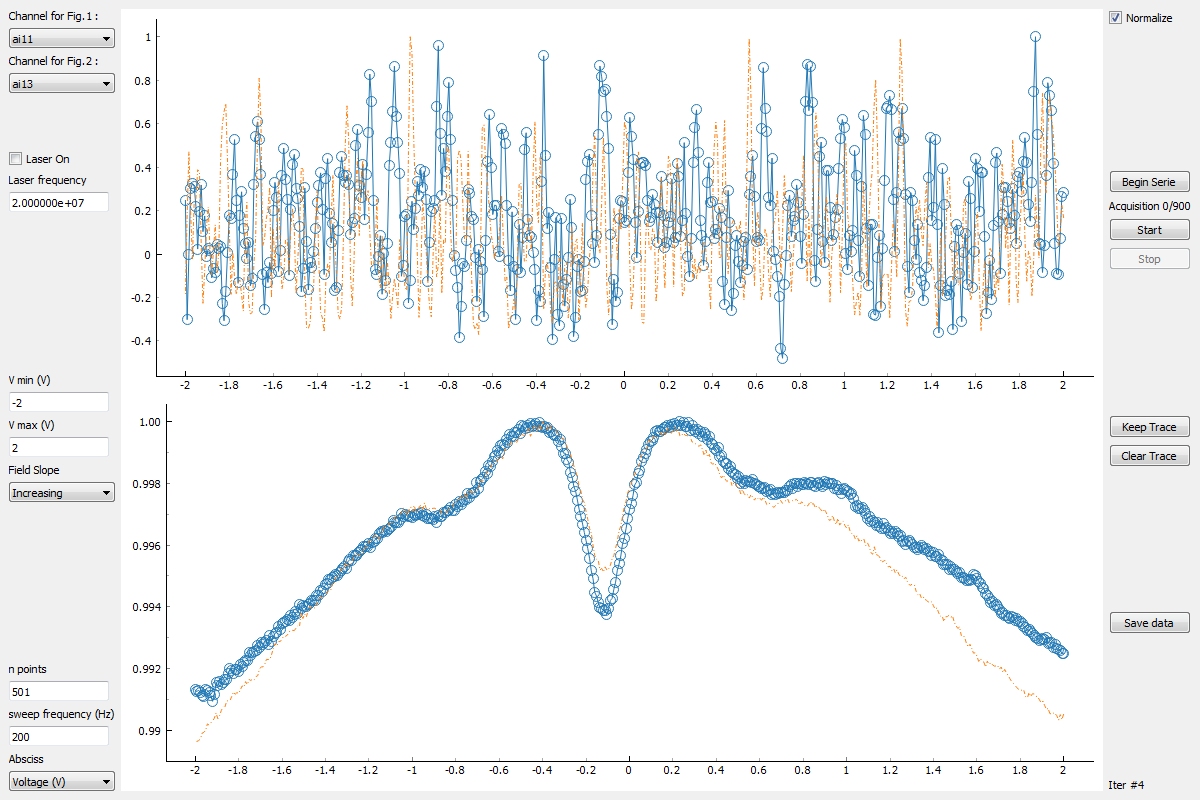 Channel for Fig.1 :
ai11
Channel for Fig.2 :
ai13
Laser On
Laser frequency
2.000000e+07
V min (V)
-2
V max (V)
2
Field Slope
Increasing
n points
501
sweep frequency (Hz)
200
Absciss
Voltage (V)
1
0.8
0.6
0.4
0.2
0
-0.2
-0.4
-2 -1.8 -1.6 -1.4 -1.2 -1 -0.8 -0.6 -0.4 -0.2 0 0.2 0.4 0.6 0.8 1 1.2 1.4 1.6 1.8 2
1.00
0.998
0.996
0.994
0.992
0.99
-2 -1.8 -1.6 -1.4 -1.2 -1 -0.8 -0.6 -0.4 -0.2 0 0.2 0.4 0.6 0.8 1 1.2 1.4 1.6 1.8 2
Normalize
Begin Serie
Acquisition 0/900
Start
Stop
Keep Trace
Clear Trace
Save data
Iter #4